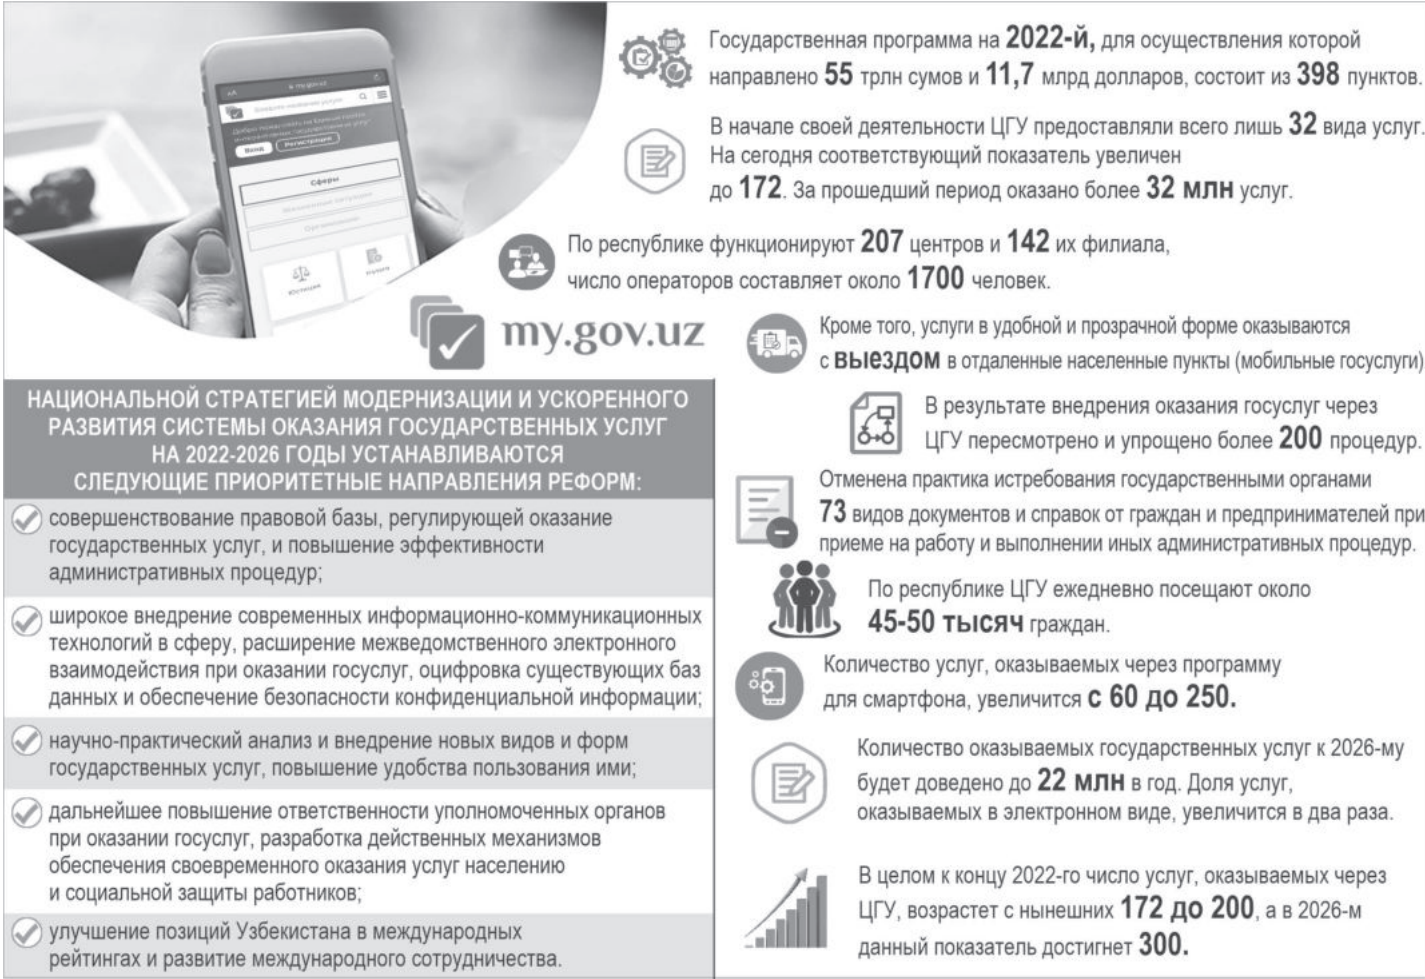 my.gov.uz
Вход
Регистрация
Сферы
Организации
Юстиция
Государственная программа на 2022-й, для осуществления которой
направлено 55 трлн сумов и 11,7 млрд долларов, состоит из 398 пунктов.
В начале своей деятельности ЦГУ предоставляли всего лишь 32 вида услуг.
На сегодня соответствующий показатель увеличен
до 172. За прошедший период оказано более 32 млн услуг.
По республике функционируют 207 центров и 142 их филиала,
число операторов составляет около 1700 человек.
my.gov.uz
Кроме того, услуги в удобной и прозрачной форме оказываются
с выездом в отдаленные населенные пункты (мобильные госуслуги)
В результате внедрения оказания госуслуг через
ЦГУ пересмотрено и упрощено более 200 процедур.
Отменена практика истребования государственными органами
73 видов документов и справок от граждан и предпринимателей при
приеме на работу и выполнении иных административных процедур.
По республике ЦГУ ежедневно посещают около
45-50 тысяч граждан.
Количество услуг, оказываемых через программу
для смартфона, увеличится с 60 до 250.
Количество оказываемых государственных услуг к 2026-му
будет доведено до 22 млн в год. Доля услуг,
оказываемых в электронном виде, увеличится в два раза.
В целом к концу 2022-го число услуг, оказываемых через
ЦГУ, возрастет с нынешних 172 до 200, а в 2026-м
данный показатель достигнет 300.
НАЦИОНАЛЬНОЙ СТРАТЕГИЕЙ МОДЕРНИЗАЦИИ И УСКОРЕННОГО
РАЗВИТИЯ СИСТЕМЫ ОКАЗАНИЯ ГОСУДАРСТВЕННЫХ УСЛУГ
НА 2022-2026 ГОДЫ УСТАНАВЛИВАЮТСЯ
СЛЕДУЮЩИЕ ПРИОРИТЕТНЫЕ НАПРАВЛЕНИЯ РЕФОРМ:
совершенствование правовой базы, регулирующей оказание
государственных услуг, и повышение эффективности
административных процедур;
широкое внедрение современных информационно-коммуникационных
технологий в сферу, расширение межведомственного электронного
взаимодействия при оказании госуслуг, оцифровка существующих баз
данных и обеспечение безопасности конфиденциальной информации;
научно-практический анализ и внедрение новых видов и форм
государственных услуг, повышение удобства пользования ими;
дальнейшее повышение ответственности уполномоченных органов
при оказании госуслуг, разработка действенных механизмов
обеспечения своевременного оказания услуг населению
и социальной защиты работников;
улучшение позиций Узбекистана в международных
рейтингах и развитие международного сотрудничества.